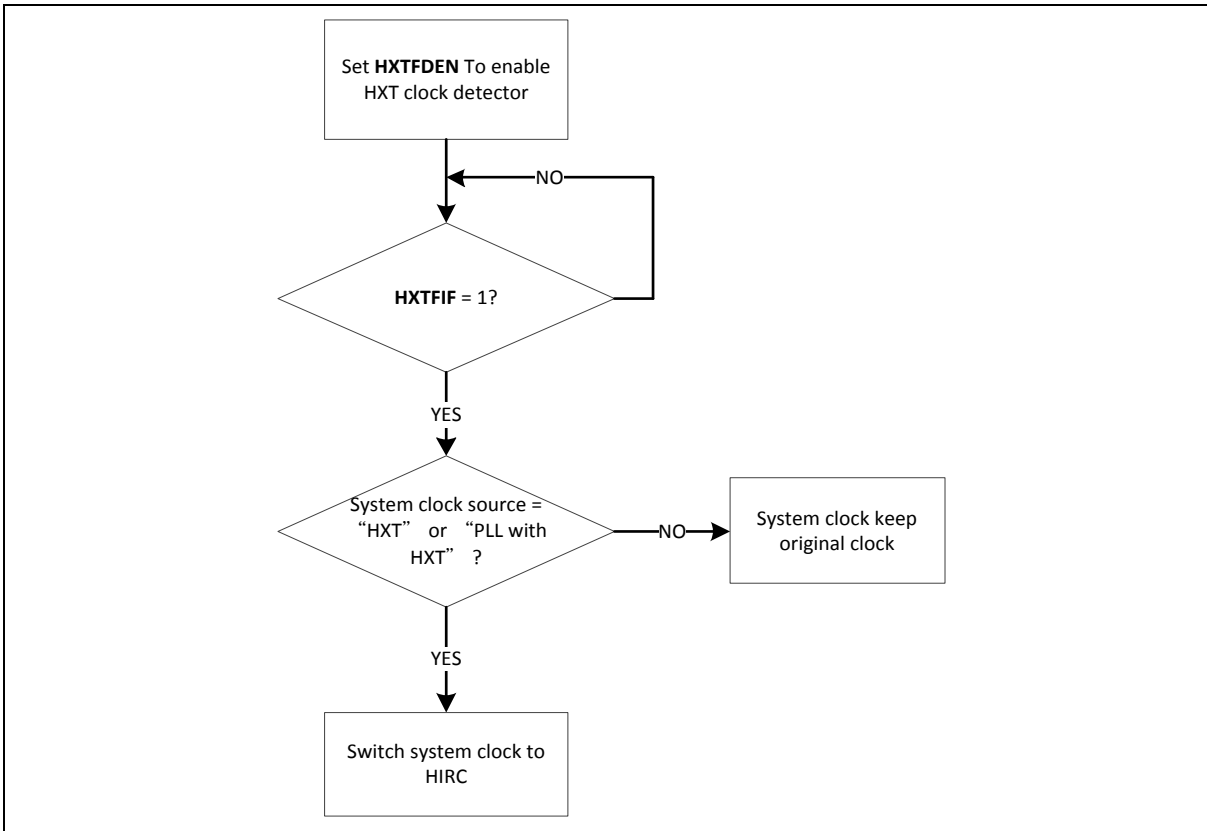 Set HXTFDEN To enable
HXT clock detector
NO
HXTFIF = 1?
YES
System clock source =
“HXT” or “PLL with
HXT” ?
NO
System clock keep
original clock
YES
Switch system clock to
HIRC